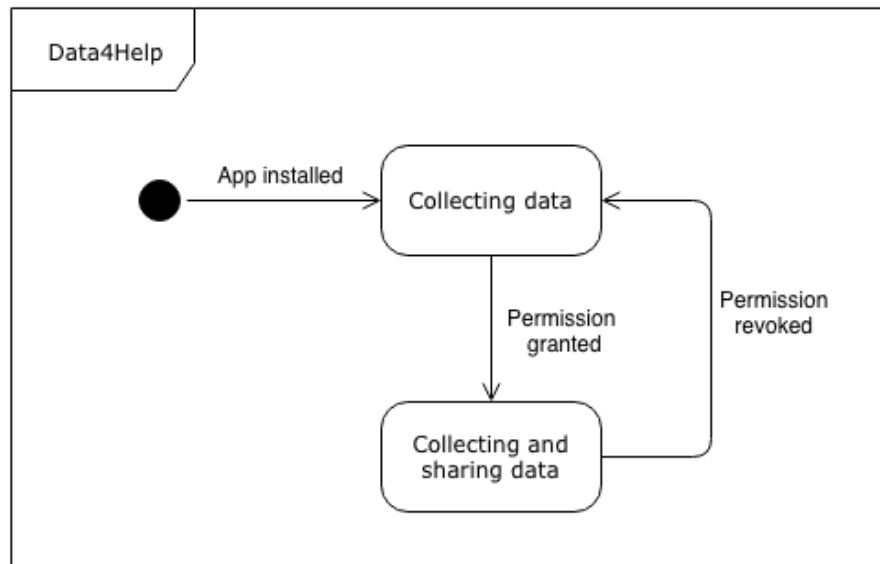 Data4Help
App installed
Collecting data
Permission
granted
Permission
revoked
Collecting and
sharing data